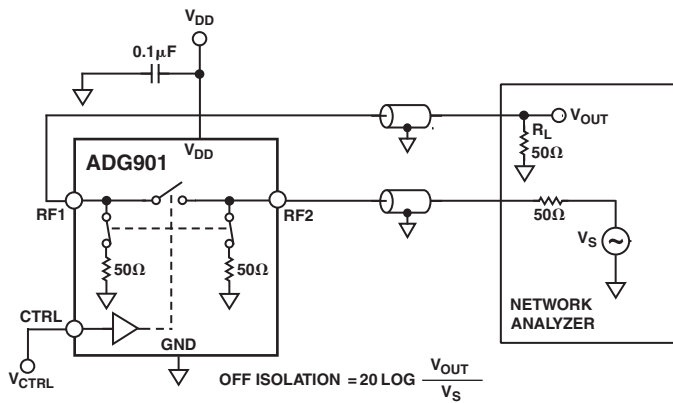 VDD
0.1µF
VDD
ADG901
RF1
RF2
50Ω
50Ω
CTRL
VCTRL
GND
VOUT
RL
50Ω
50Ω
VS
~
NETWORK
ANALYZER
OFF ISOLATION = 20 LOG VOUT
VS